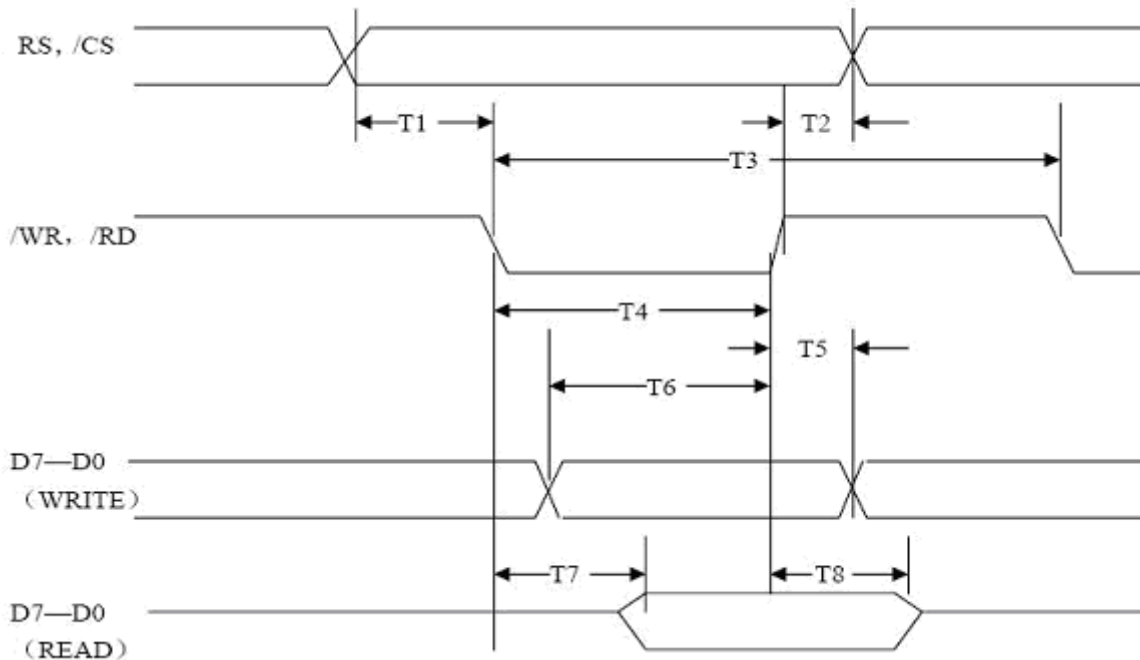 RS，/CS
T1
T2
T3
/WR，/RD
T4
T5
T6
D7—D0
（WRITE）
T7
T8
D7—D0
（READ）